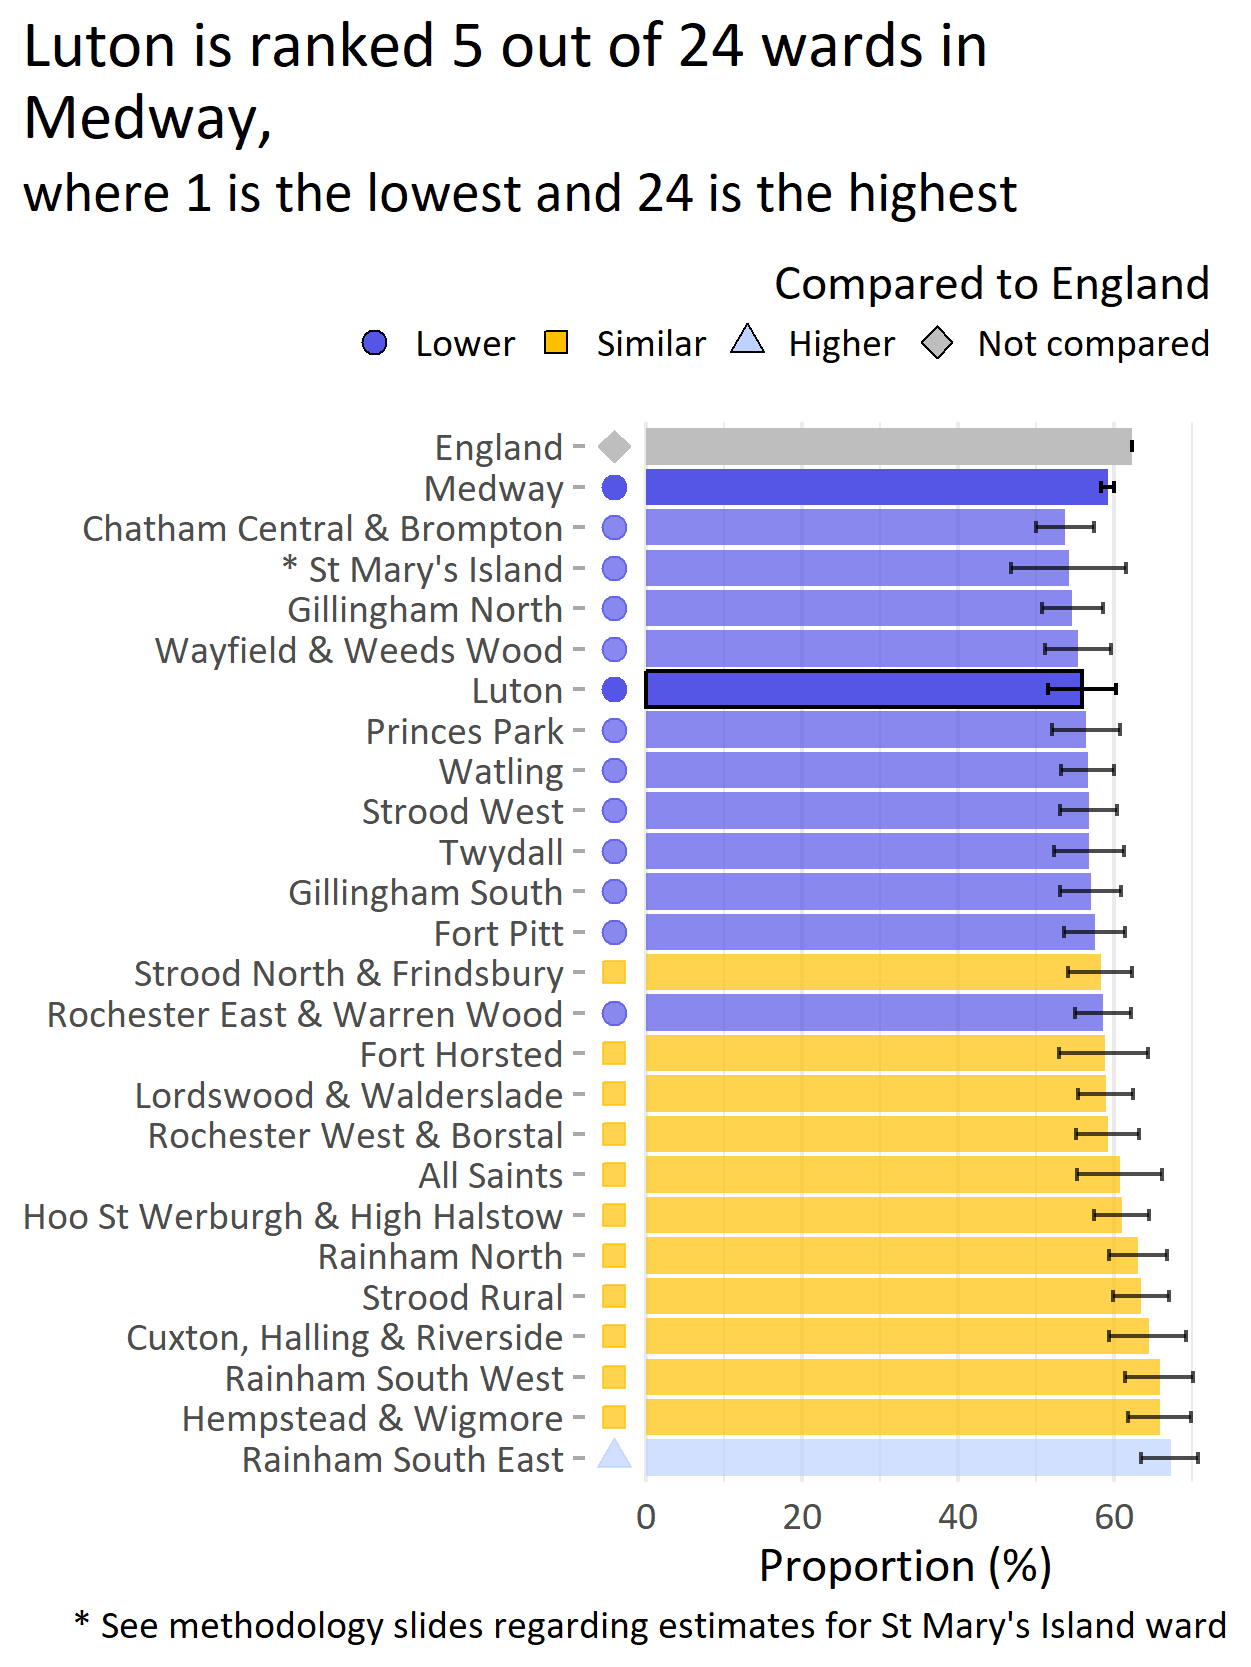 Luton is ranked 5 out of 24 wards in
Medway,
where 1 is the lowest and 24 is the highest
Compared to England
Lower Similar Higher Not compared
England
Medway
Chatham Central & Brompton
* St Mary's Island
Gillingham North
Wayfield & Weeds Wood
Luton
Princes Park
Watling
Strood West
Twydall
Gillingham South
Fort Pitt
Strood North & Frindsbury
Rochester East & Warren Wood
Fort Horsted
Lordswood & Walderslade
Rochester West & Borstal
All Saints
Hoo St Werburgh & High Halstow
Rainham North
Strood Rural
Cuxton, Halling & Riverside
Rainham South West
Hempstead & Wigmore
Rainham South East
0 20 40 60
Proportion (%)
* See methodology slides regarding estimates for St Mary's Island ward